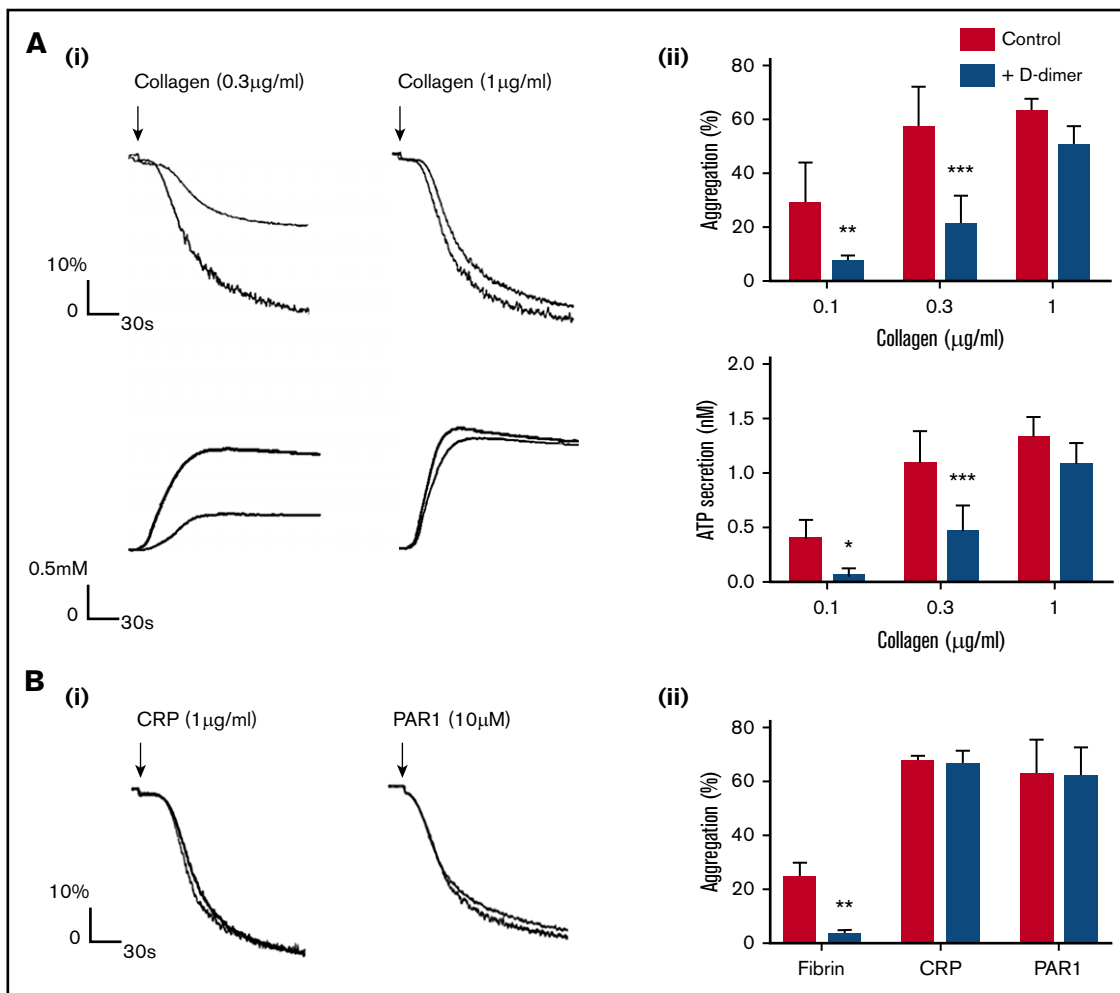 A
(i)
Collagen (0.3μg/ml)
Collagen (1μg/ml)
10%
0
30s
0.5mM
0
30s
(ii)
Control
+ D-dimer
80
60
40
20
0
Aggregation (%)
**
***
0.1
0.3
1
Collagen (μg/ml)
2.0
1.5
1.0
0.5
0.0
ATP secretion (nM)
*
***
0.1
0.3
1
Collagen (μg/ml)
B
(i)
CRP (1μg/ml)
PAR1 (10μM)
10%
0
30s
(ii)
80
60
40
20
0
Aggregation (%)
**
Fibrin
CRP
PAR1